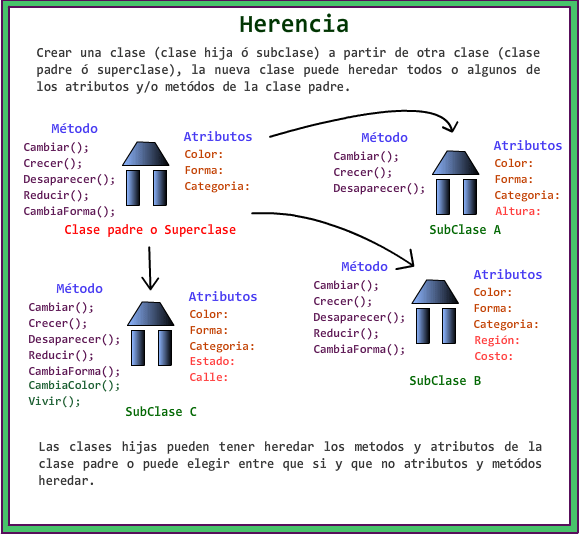 Herencia
Crear una clase (clase hija ó subclase) a partir de otra clase (clase
padre ó superclase), la nueva clase puede heredar todos o algunos de
los atributos y/o metódos de la clase padre.
Método
Cambiar();
Crecer();
Desaparecer();
Reducir();
CambiaForma();
Atributos
Color:
Forma:
Categoria:
Clase padre o Superclase
Método
Cambiar();
Crecer();
Desaparecer();
Atributos
Color:
Forma:
Categoria:
Altura:
SubClase A
Método
Cambiar();
Crecer();
Desaparecer();
Reducir();
CambiaForma();
CambiaColor();
Vivir();
Atributos
Color:
Forma:
Categoria:
Estado:
Calle:
SubClase C
Método
Cambiar();
Crecer();
Desaparecer();
Reducir();
CambiaForma();
Atributos
Color:
Forma:
Categoria:
Región:
Costo:
SubClase B
Las clases hijas pueden tener heredar los metodos y atributos de la
clase padre o puede elegir entre que si y que no atributos y metódos
heredar.